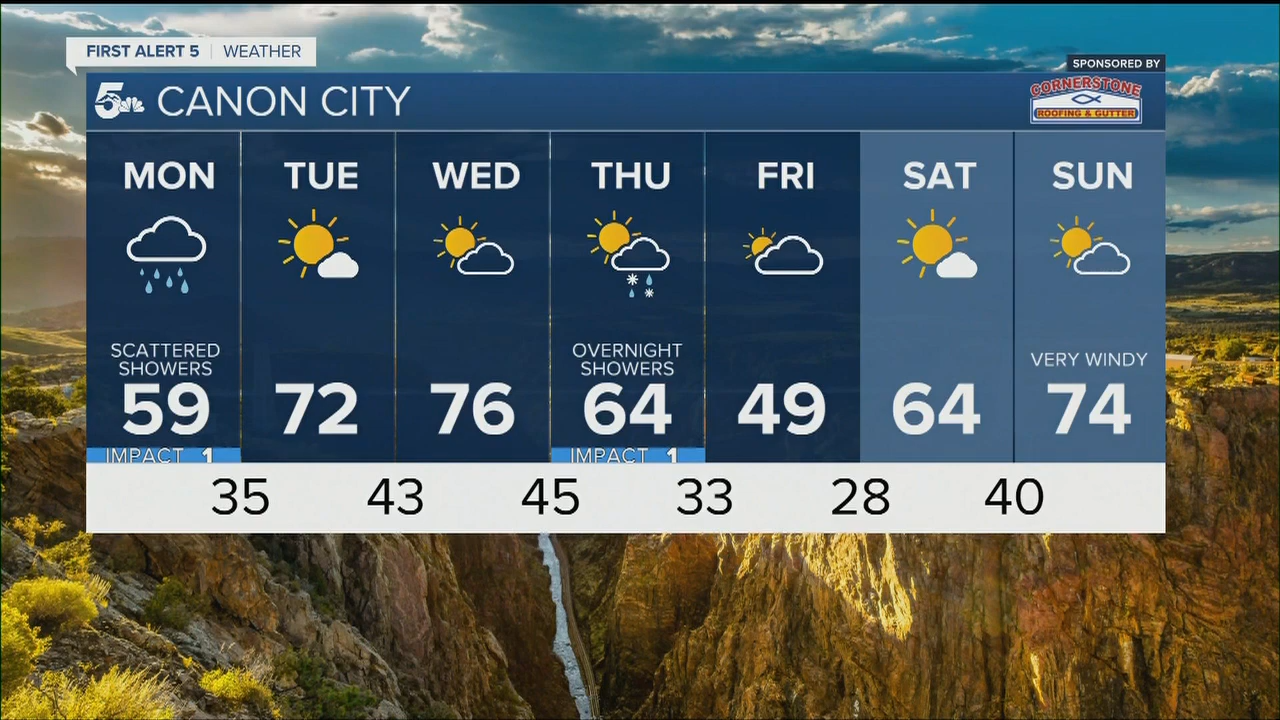 FIRST ALERT 5 | WEATHER
SPONSORED BY
5 CANON CITY
CORNERSTONE
ROOFING & GUTTER
MON TUE WED THU FRI SAT SUN
SCATTERED
SHOWERS
OVERNIGHT
SHOWERS
VERY WINDY
59 72 76 64 49 64 74
IMPACT 1 IMPACT 1
35 43 45 33 28 40